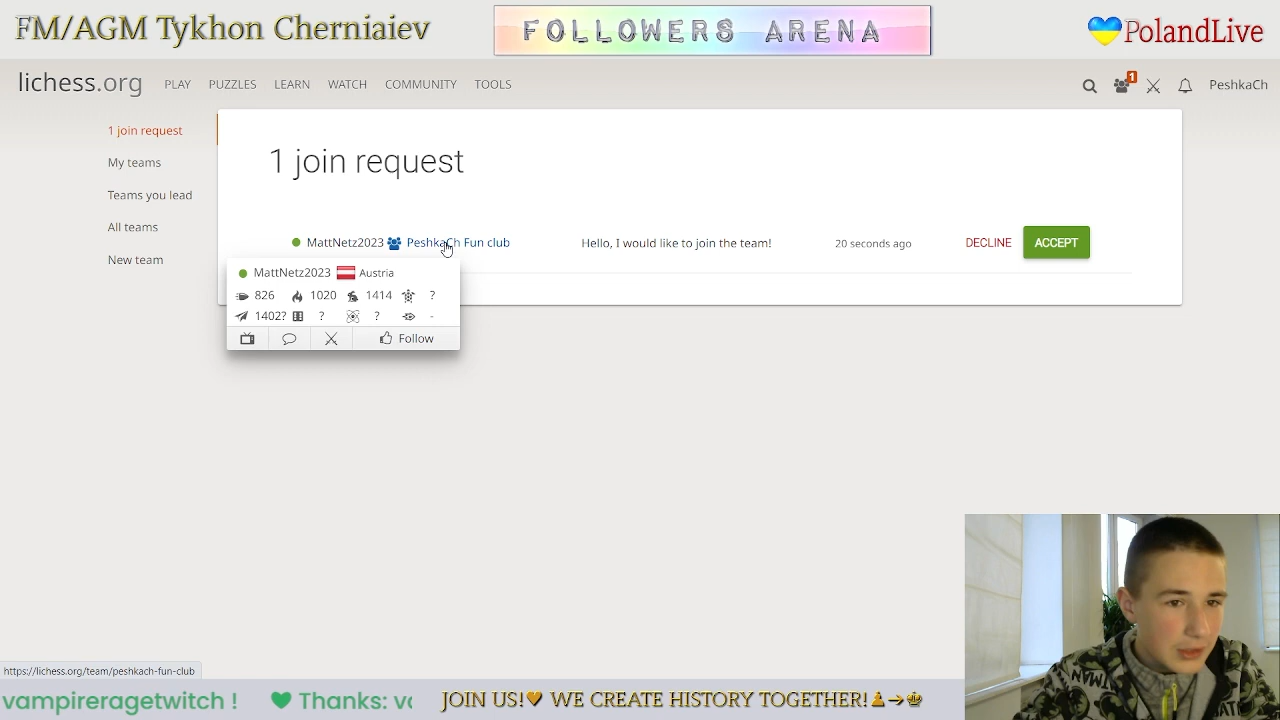 FM/AGM Tykhon Cherniaiev
FOLLOWERS ARENA
PolandLive
lichess.org PLAY PUZZLES LEARN WATCH COMMUNITY TOOLS 1 PeshkaCh
1 join request
My teams
Teams you lead
All teams
New team
1 join request
MattNetz2023 PeshkaCh Fun club Hello, I would like to join the team! 20 seconds ago DECLINE ACCEPT
MattNetz2023 Austria
826 1020 1414 ?
1402? ? ? -
Follow
https://lichess.org/team/peshkach-fun-club
vampireragetwitch ! Thanks: JOIN US! WE CREATE HISTORY TOGETHER!